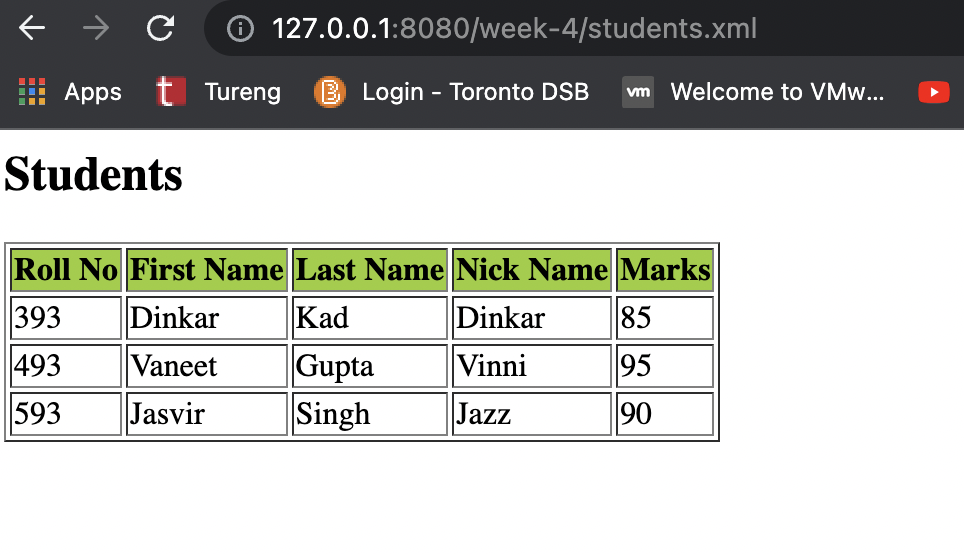 127.0.0.1:8080/week-4/students.xml
Apps Tureng Login - Toronto DSB vm Welcome to VMw...
Students
Roll No First Name Last Name Nick Name Marks
393 Dinkar Kad Dinkar 85
493 Vaneet Gupta Vinni 95
593 Jasvir Singh Jazz 90